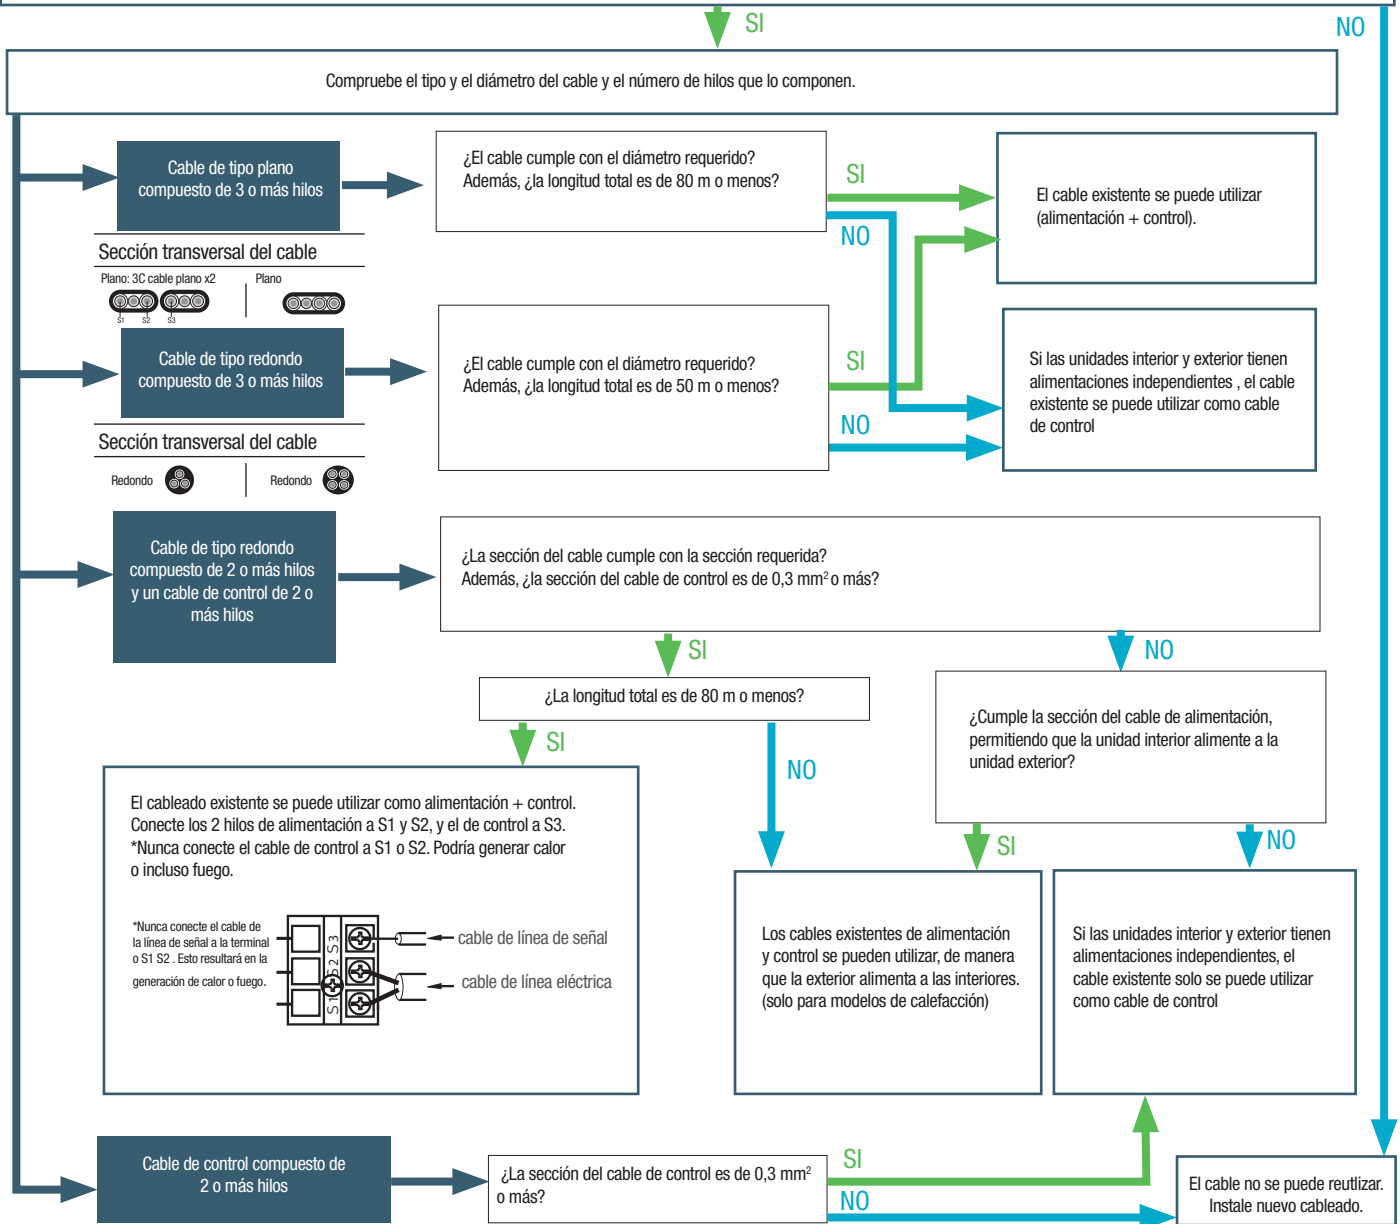 SI
NO
Compruebe el tipo y el diámetro del cable y el número de hilos que lo componen.
Cable de tipo plano
compuesto de 3 o más hilos
¿El cable cumple con el diámetro requerido?
Además, ¿la longitud total es de 80 m o menos?
SI
NO
El cable existente se puede utilizar
(alimentación + control).
Sección transversal del cable
Plano: 3C cable plano x2
Plano
S1
S2
S3
Cable de tipo redondo
compuesto de 3 o más hilos
¿El cable cumple con el diámetro requerido?
Además, ¿la longitud total es de 50 m o menos?
SI
NO
Si las unidades interior y exterior tienen
alimentaciones independientes , el cable
existente se puede utilizar como cable
de control
Sección transversal del cable
Redondo
Redondo
Cable de tipo redondo
compuesto de 2 o más hilos
y un cable de control de 2 o
más hilos
¿La sección del cable cumple con la sección requerida?
Además, ¿la sección del cable de control es de 0,3 mm² o más?
SI
NO
¿La longitud total es de 80 m o menos?
SI
NO
¿Cumple la sección del cable de alimentación,
permitiendo que la unidad interior alimente a la
unidad exterior?
SI
NO
El cableado existente se puede utilizar como alimentación + control.
Conecte los 2 hilos de alimentación a S1 y S2, y el de control a S3.
*Nunca conecte el cable de control a S1 o S2. Podría generar calor
o incluso fuego.
*Nunca conecte el cable de
la línea de señal a la terminal
o S1 S2 . Esto resultará en la
generación de calor o fuego.
S1 S2 S3
cable de línea de señal
cable de línea eléctrica
Los cables existentes de alimentación
y control se pueden utilizar, de manera
que la exterior alimenta a las interiores.
(solo para modelos de calefacción)
Si las unidades interior y exterior tienen
alimentaciones independientes, el
cable existente solo se puede utilizar
como cable de control
Cable de control compuesto de
2 o más hilos
¿La sección del cable de control es de 0,3 mm²
o más?
SI
NO
El cable no se puede reutlizar.
Instale nuevo cableado.